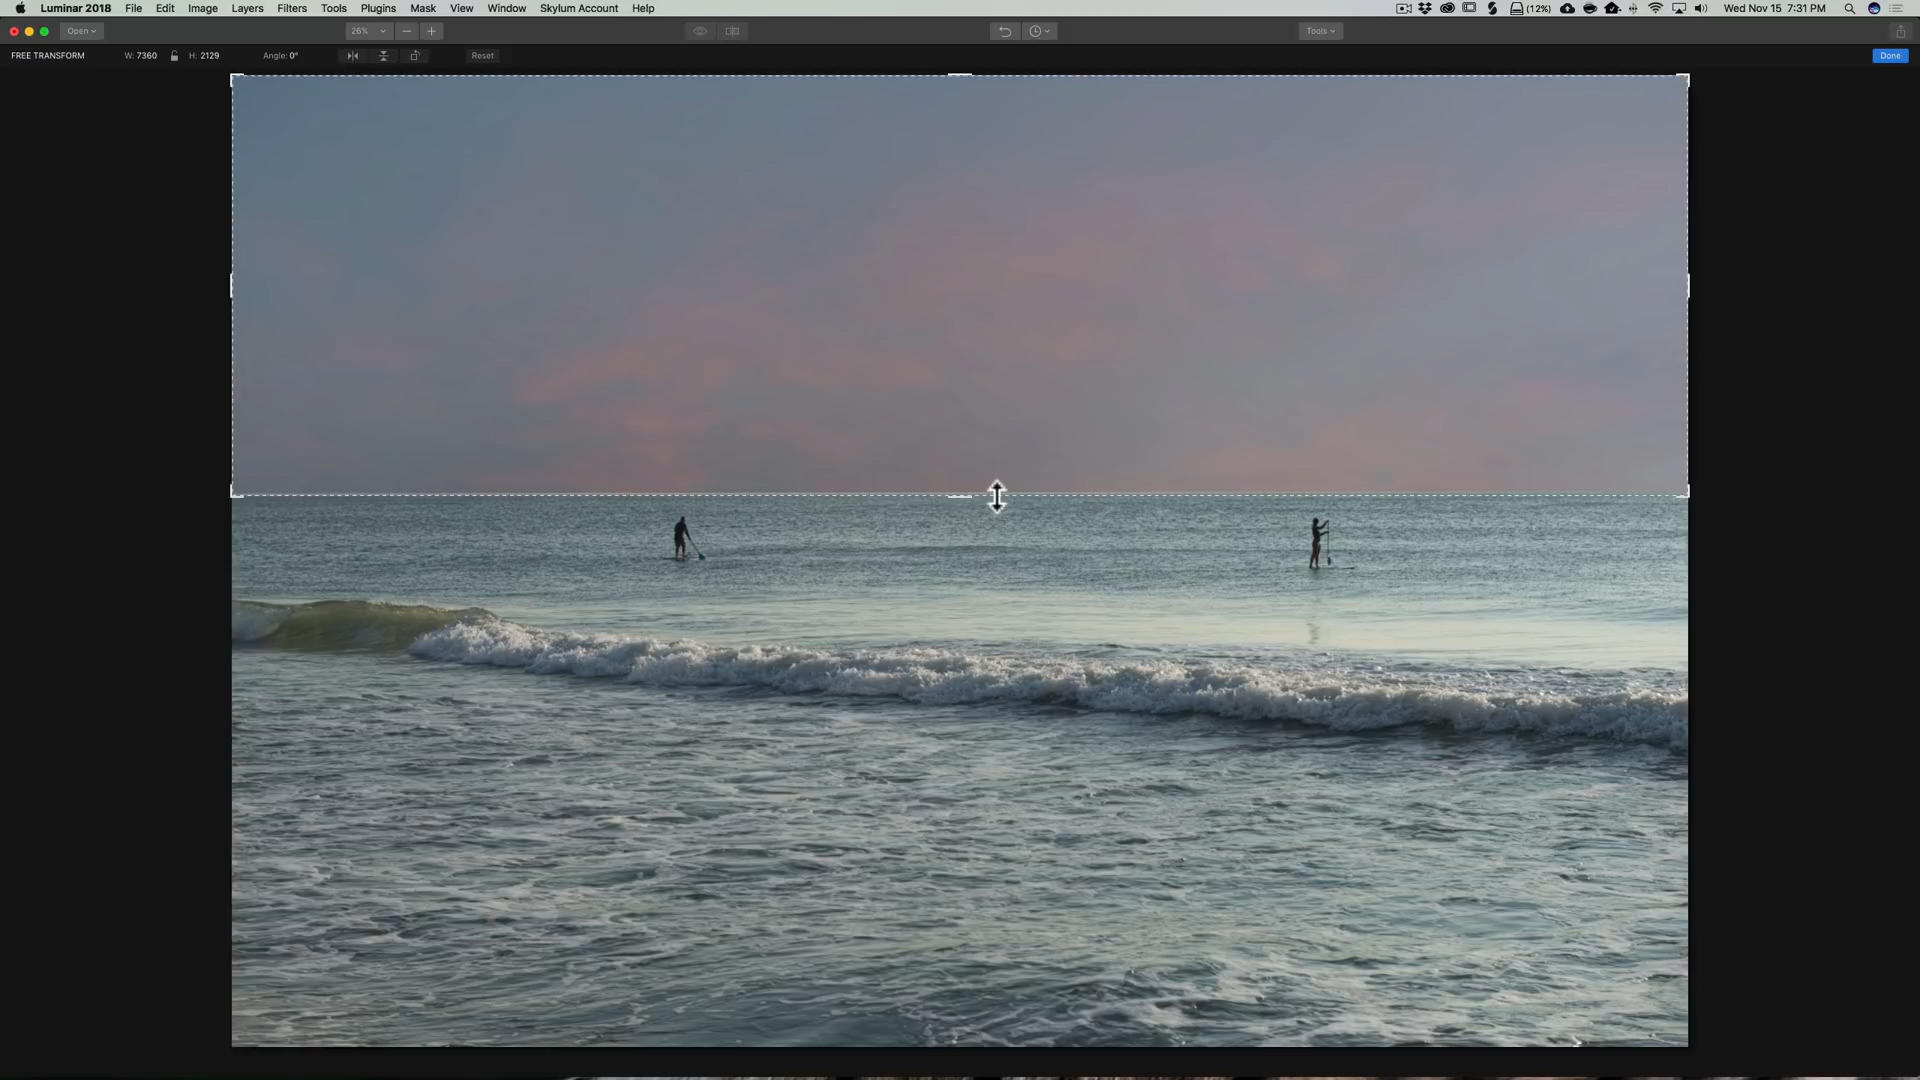 Luminar 2018 File Edit Image Layers Filters Tools Plugins Mask View Window Skylum Account Help (12%) Wed Nov 15 7:31 PM
Open 26% Tools
FREE TRANSFORM W: 7360 H: 2129 Angle: 0° Reset Done